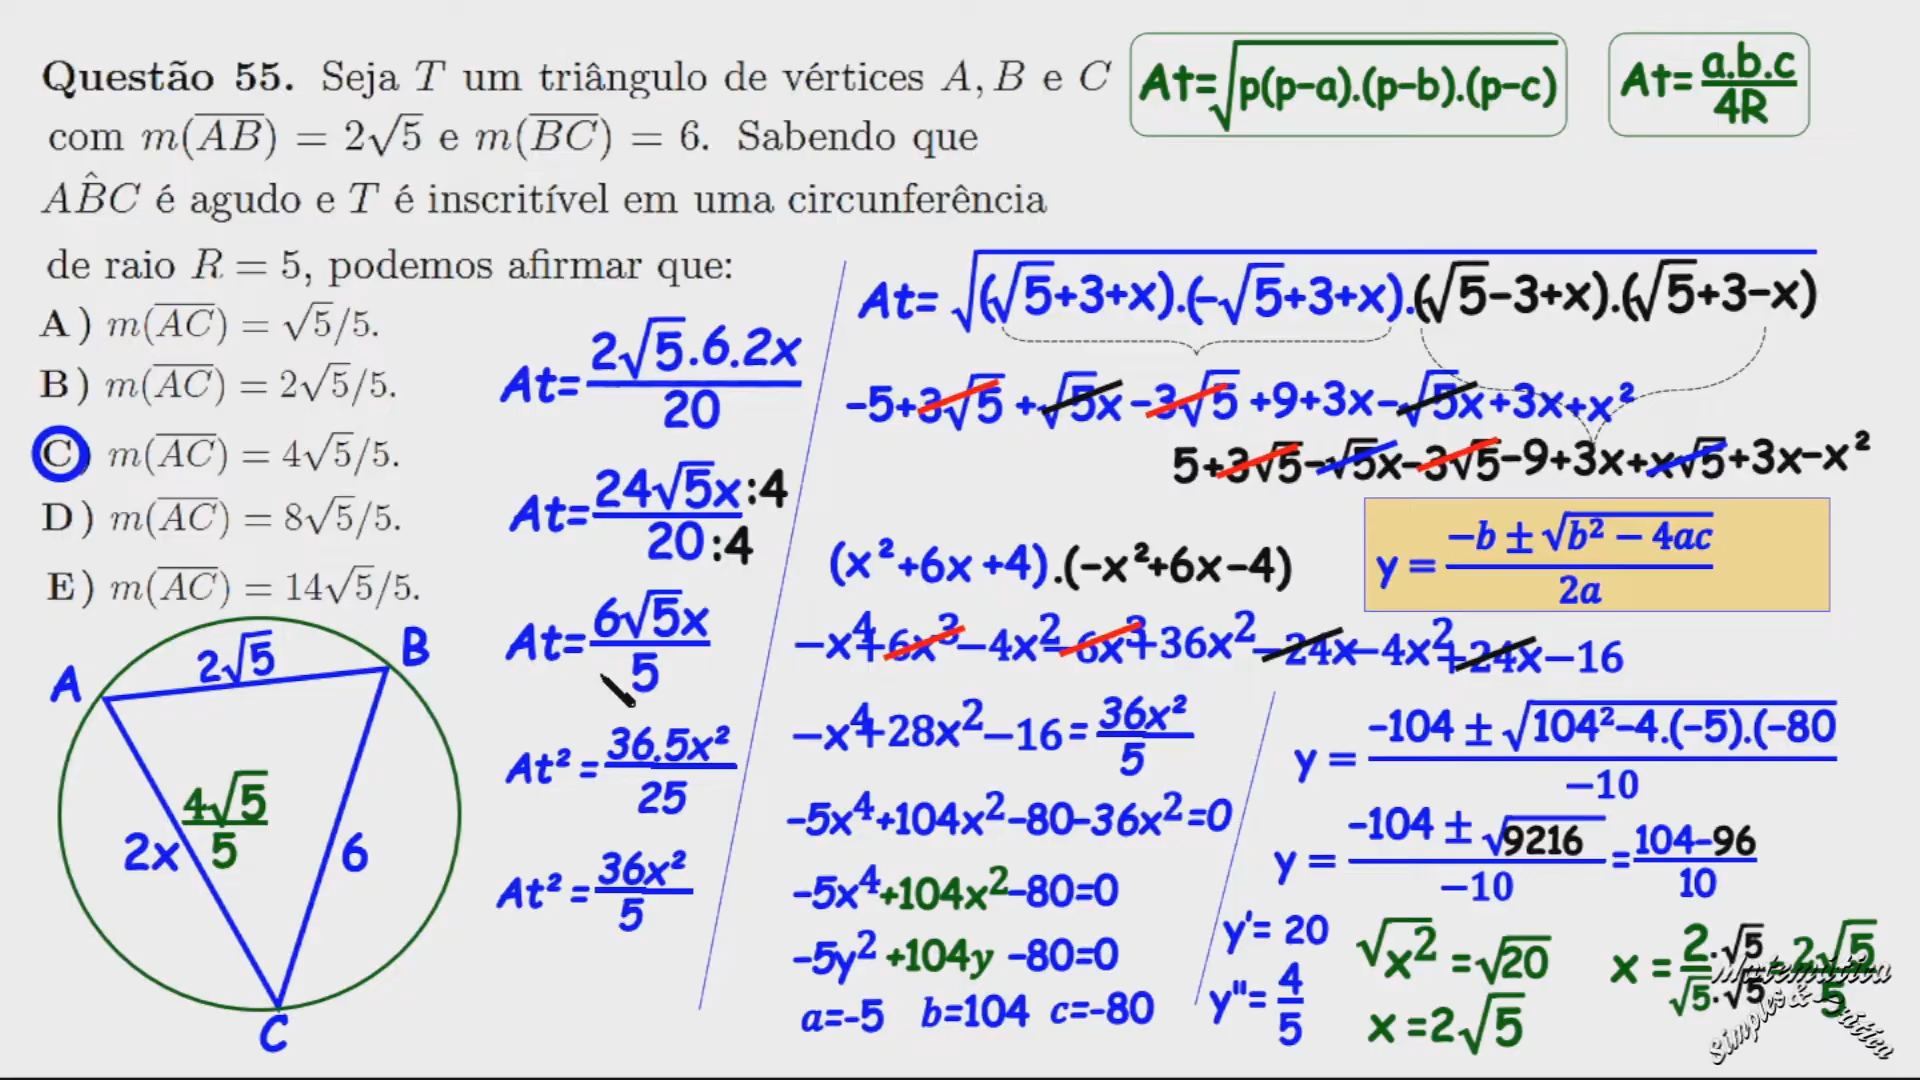 Questão 55. Seja T um triângulo de vértices A, B e C
com m(A̅B̅) = 2√5 e m(B̅C̅) = 6. Sabendo que
AB̂C é agudo e T é inscritível em uma circunferência
de raio R = 5, podemos afirmar que:
A) m(A̅C̅) = √5/5.
B) m(A̅C̅) = 2√5/5.
C) m(A̅C̅) = 4√5/5.
D) m(A̅C̅) = 8√5/5.
E) m(A̅C̅) = 14√5/5.
At=√p(p-a).(p-b).(p-c)
At= a.b.c/4R
A
2√5
B
2x
4√5/5
6
C
At= 2√5.6.2x/20
At= 24√5x:4/20:4
At= 6√5x/5
At²= 36.5x²/25
At²= 36x²/5
At= √(√5+3+x).(-√5+3+x).(√5-3+x).(√5+3-x)
-5+3√5+√5x-3√5+9+3x-√5x+3x+x²
5+3√5-√5x-3√5-9+3x+x√5+3x-x²
(x²+6x+4).(-x²+6x-4)
-x⁴+6x³-4x²-6x³+36x²-24x-4x²+24x-16
-x⁴+28x²-16= 36x²/5
-5x⁴+104x²-80-36x²=0
-5x⁴+104x²-80=0
-5y²+104y-80=0
a=-5 b=104 c=-80
y = -b ± √b² − 4ac/2a
y = -104 ± √104²-4.(-5).(-80/-10
y = -104 ± √9216/-10 = 104-96/10
y'= 20
y"= 4/5
√x² = √20
x = 2√5
x = 2.√5/√5.√5 2√5/5
Matemática
Simples & Prática